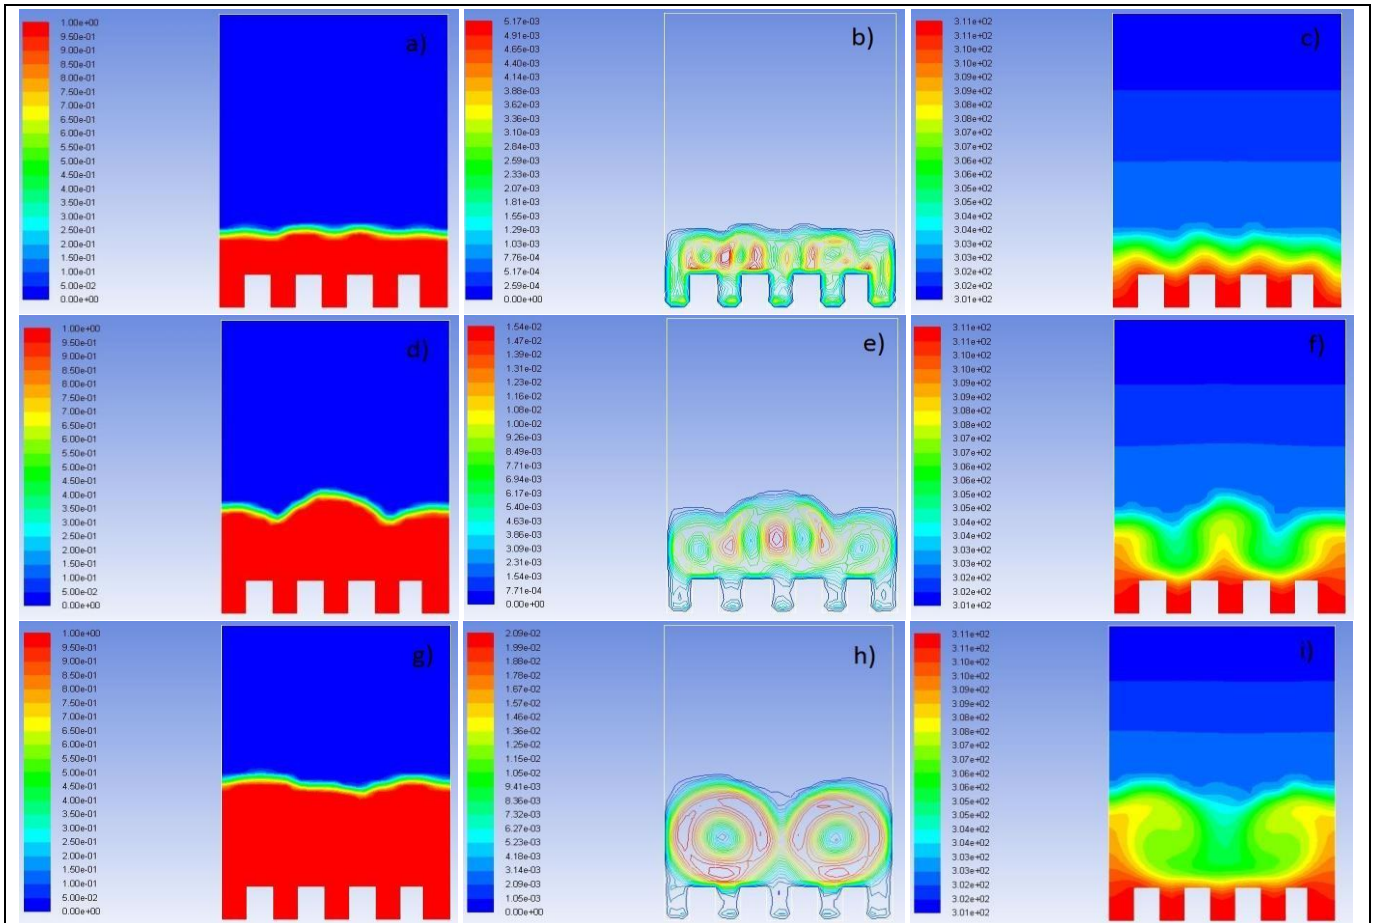 a)
1.00e+00
9.50e-01
9.00e-01
8.50e-01
8.00e-01
7.50e-01
7.00e-01
6.50e-01
6.00e-01
5.50e-01
5.00e-01
4.50e-01
4.00e-01
3.50e-01
3.00e-01
2.50e-01
2.00e-01
1.50e-01
1.00e-01
5.00e-02
0.00e+00
b)
5.17e-03
4.91e-03
4.65e-03
4.40e-03
4.14e-03
3.88e-03
3.62e-03
3.36e-03
3.10e-03
2.84e-03
2.59e-03
2.33e-03
2.07e-03
1.81e-03
1.55e-03
1.29e-03
1.03e-03
7.76e-04
5.17e-04
2.59e-04
0.00e+00
c)
3.11e+02
3.11e+02
3.10e+02
3.10e+02
3.09e+02
3.09e+02
3.08e+02
3.08e+02
3.07e+02
3.07e+02
3.06e+02
3.06e+02
3.05e+02
3.05e+02
3.04e+02
3.04e+02
3.03e+02
3.03e+02
3.02e+02
3.02e+02
3.01e+02
d)
1.00e+00
9.50e-01
9.00e-01
8.50e-01
8.00e-01
7.50e-01
7.00e-01
6.50e-01
6.00e-01
5.50e-01
5.00e-01
4.50e-01
4.00e-01
3.50e-01
3.00e-01
2.50e-01
2.00e-01
1.50e-01
1.00e-01
5.00e-02
0.00e+00
e)
1.54e-02
1.47e-02
1.39e-02
1.31e-02
1.23e-02
1.16e-02
1.08e-02
1.00e-02
9.26e-03
8.49e-03
7.71e-03
6.94e-03
6.17e-03
5.40e-03
4.63e-03
3.86e-03
3.09e-03
2.31e-03
1.54e-03
7.71e-04
0.00e+00
f)
3.11e+02
3.10e+02
3.10e+02
3.09e+02
3.09e+02
3.09e+02
3.08e+02
3.08e+02
3.07e+02
3.07e+02
3.06e+02
3.06e+02
3.05e+02
3.05e+02
3.04e+02
3.04e+02
3.03e+02
3.03e+02
3.02e+02
3.02e+02
3.01e+02
g)
1.00e+00
9.50e-01
9.00e-01
8.50e-01
8.00e-01
7.50e-01
7.00e-01
6.50e-01
6.00e-01
5.50e-01
5.00e-01
4.50e-01
4.00e-01
3.50e-01
3.00e-01
2.50e-01
2.00e-01
1.50e-01
1.00e-01
5.00e-02
0.00e+00
h)
2.09e-02
1.99e-02
1.88e-02
1.78e-02
1.67e-02
1.57e-02
1.46e-02
1.36e-02
1.25e-02
1.15e-02
1.05e-02
9.41e-03
8.36e-03
7.32e-03
6.27e-03
5.23e-03
4.18e-03
3.14e-03
2.09e-03
1.05e-03
0.00e+00
i)
3.11e+02
3.11e+02
3.10e+02
3.10e+02
3.09e+02
3.09e+02
3.08e+02
3.08e+02
3.07e+02
3.07e+02
3.06e+02
3.06e+02
3.05e+02
3.05e+02
3.04e+02
3.04e+02
3.03e+02
3.03e+02
3.02e+02
3.02e+02
3.01e+02